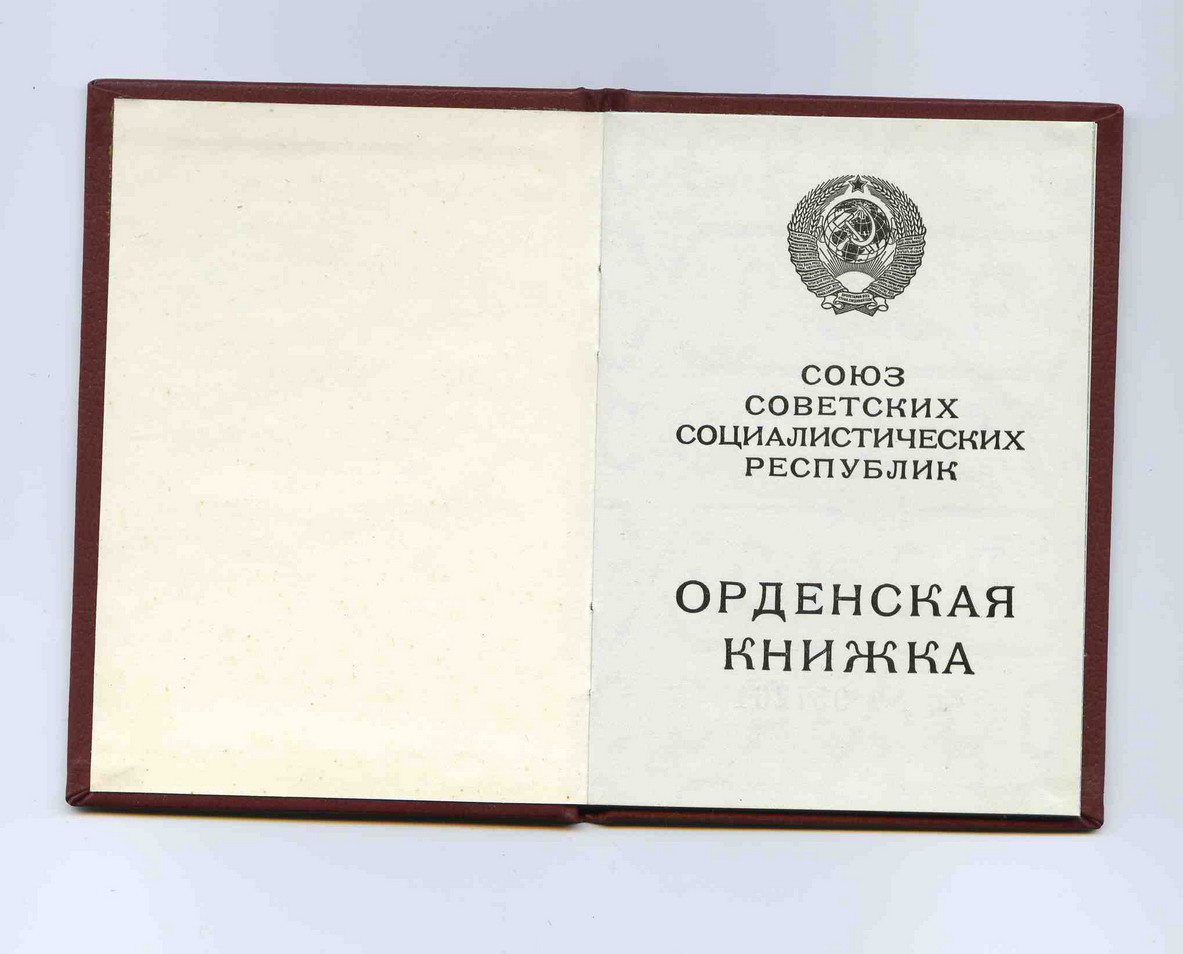 СОЮЗ
СОВЕТСКИХ
СОЦИАЛИСТИЧЕСКИХ
РЕСПУБЛИК
ОРДЕНСКАЯ
КНИЖКА